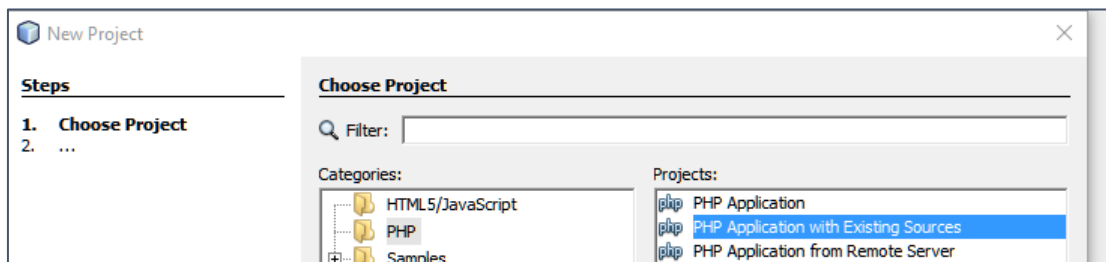 New Project
Steps
1. Choose Project
2. ...
Choose Project
Filter:
Categories:
HTML5/JavaScript
PHP
Samples
Projects:
php PHP Application
php PHP Application with Existing Sources
php PHP Application from Remote Server